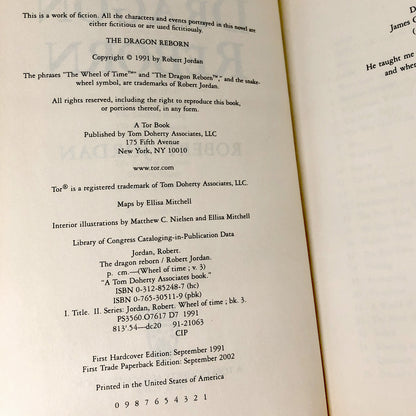 This is a work of fiction. All the characters and events portrayed in this novel are
either fictitious or are used fictitiously.
THE DRAGON REBORN
Copyright © 1991 by Robert Jordan
The phrases "The Wheel of Time™" and "The Dragon Reborn™," and the snake-
wheel symbol, are trademarks of Robert Jordan.
All rights reserved, including the right to reproduce this book,
or portions thereof, in any form.
A Tor Book
Published by Tom Doherty Associates, LLC
175 Fifth Avenue
New York, NY 10010
www.tor.com
Tor® is a registered trademark of Tom Doherty Associates, LLC.
Maps by Ellisa Mitchell
Interior illustrations by Matthew C. Nielsen and Ellisa Mitchell
Library of Congress Cataloging-in-Publication Data
Jordan, Robert.
The dragon reborn / Robert Jordan.
p. cm.—(Wheel of time ; v. 3)
"A Tom Doherty Associates book."
ISBN 0-312-85248-7 (hc)
ISBN 0-765-30511-9 (pbk)
I. Title. II. Series: Jordan, Robert. Wheel of time ; bk. 3.
PS3560.O7617 D7 1991
813'.54—dc20 91-21063
CIP
First Hardcover Edition: September 1991
First Trade Paperback Edition: September 2002
Printed in the United States of America
0 9 8 7 6 5 4 3 2 1
D
James O
(
He taught me
and whe